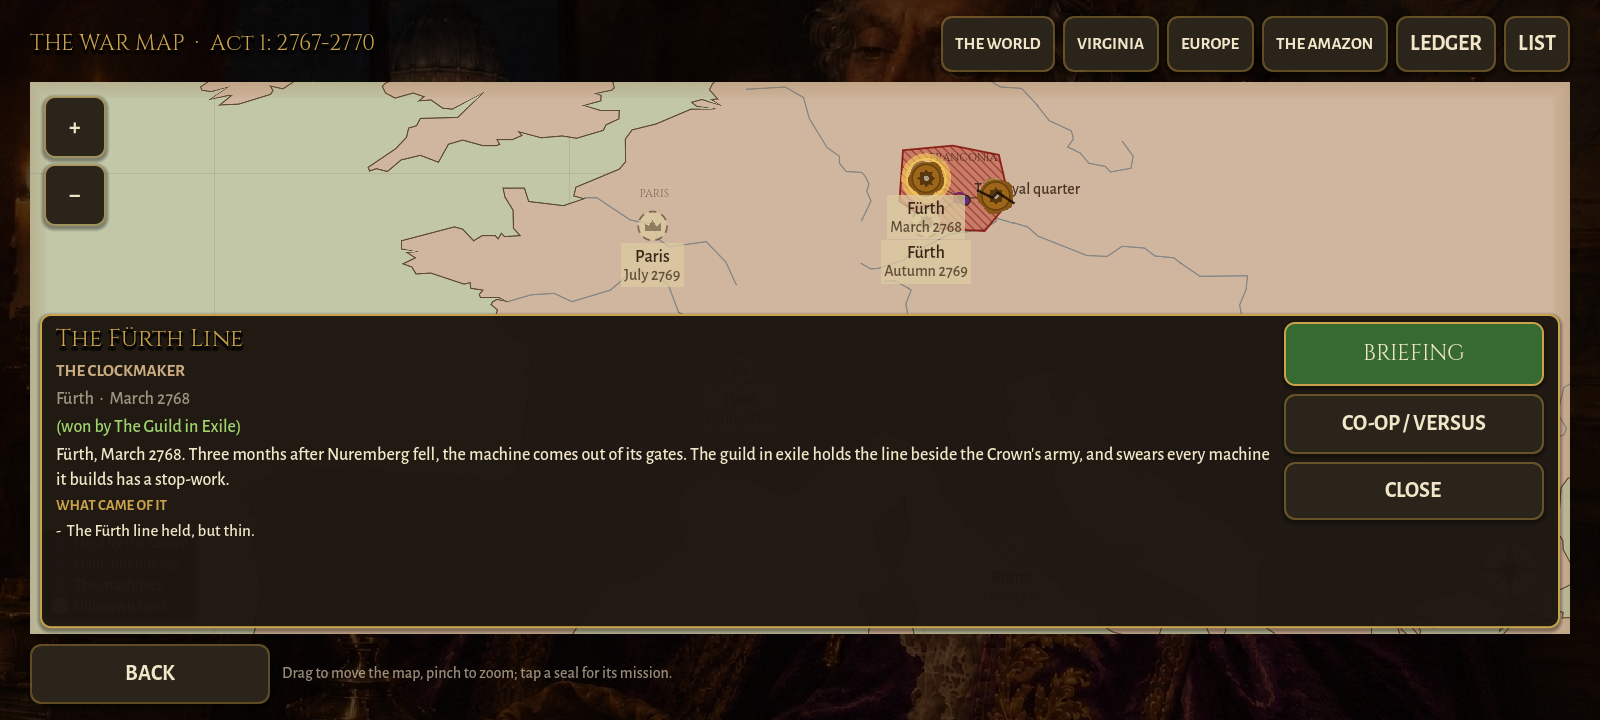 THE WAR MAP · ACT 1: 2767-2770
THE WORLD
VIRGINIA
EUROPE
THE AMAZON
LEDGER
LIST
+
−
PARIS
Paris
July 2769
FRANCONIA
Fürth
March 2768
Fürth
Autumn 2769
quarter
THE FÜRTH LINE
THE CLOCKMAKER
Fürth · March 2768
(won by The Guild in Exile)
Fürth, March 2768. Three months after Nuremberg fell, the machine comes out of its gates. The guild in exile holds the line beside the Crown's army, and swears every machine
it builds has a stop-work.
WHAT CAME OF IT
- The Fürth line held, but thin.
BRIEFING
CO-OP / VERSUS
CLOSE
Rome
BACK
Drag to move the map, pinch to zoom; tap a seal for its mission.